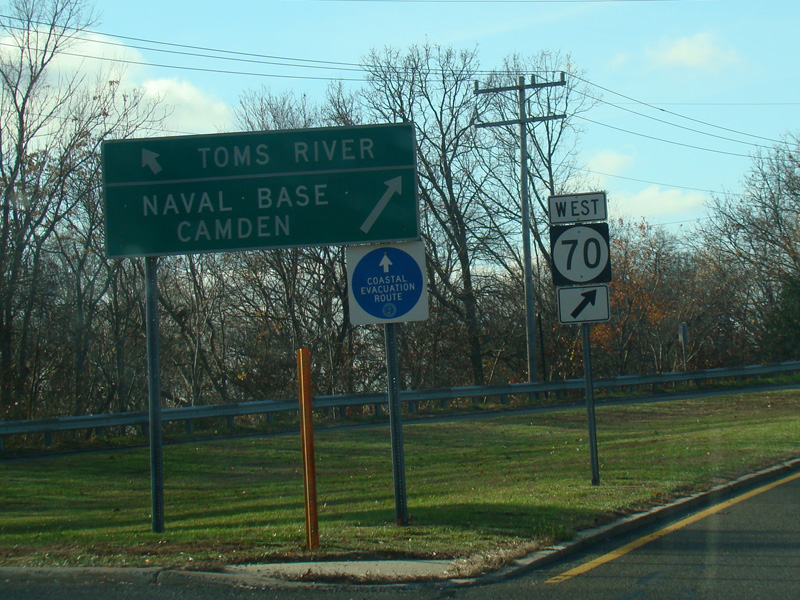 TOMS RIVER
NAVAL BASE
CAMDEN
COASTAL
EVACUATION
ROUTE
WEST
70